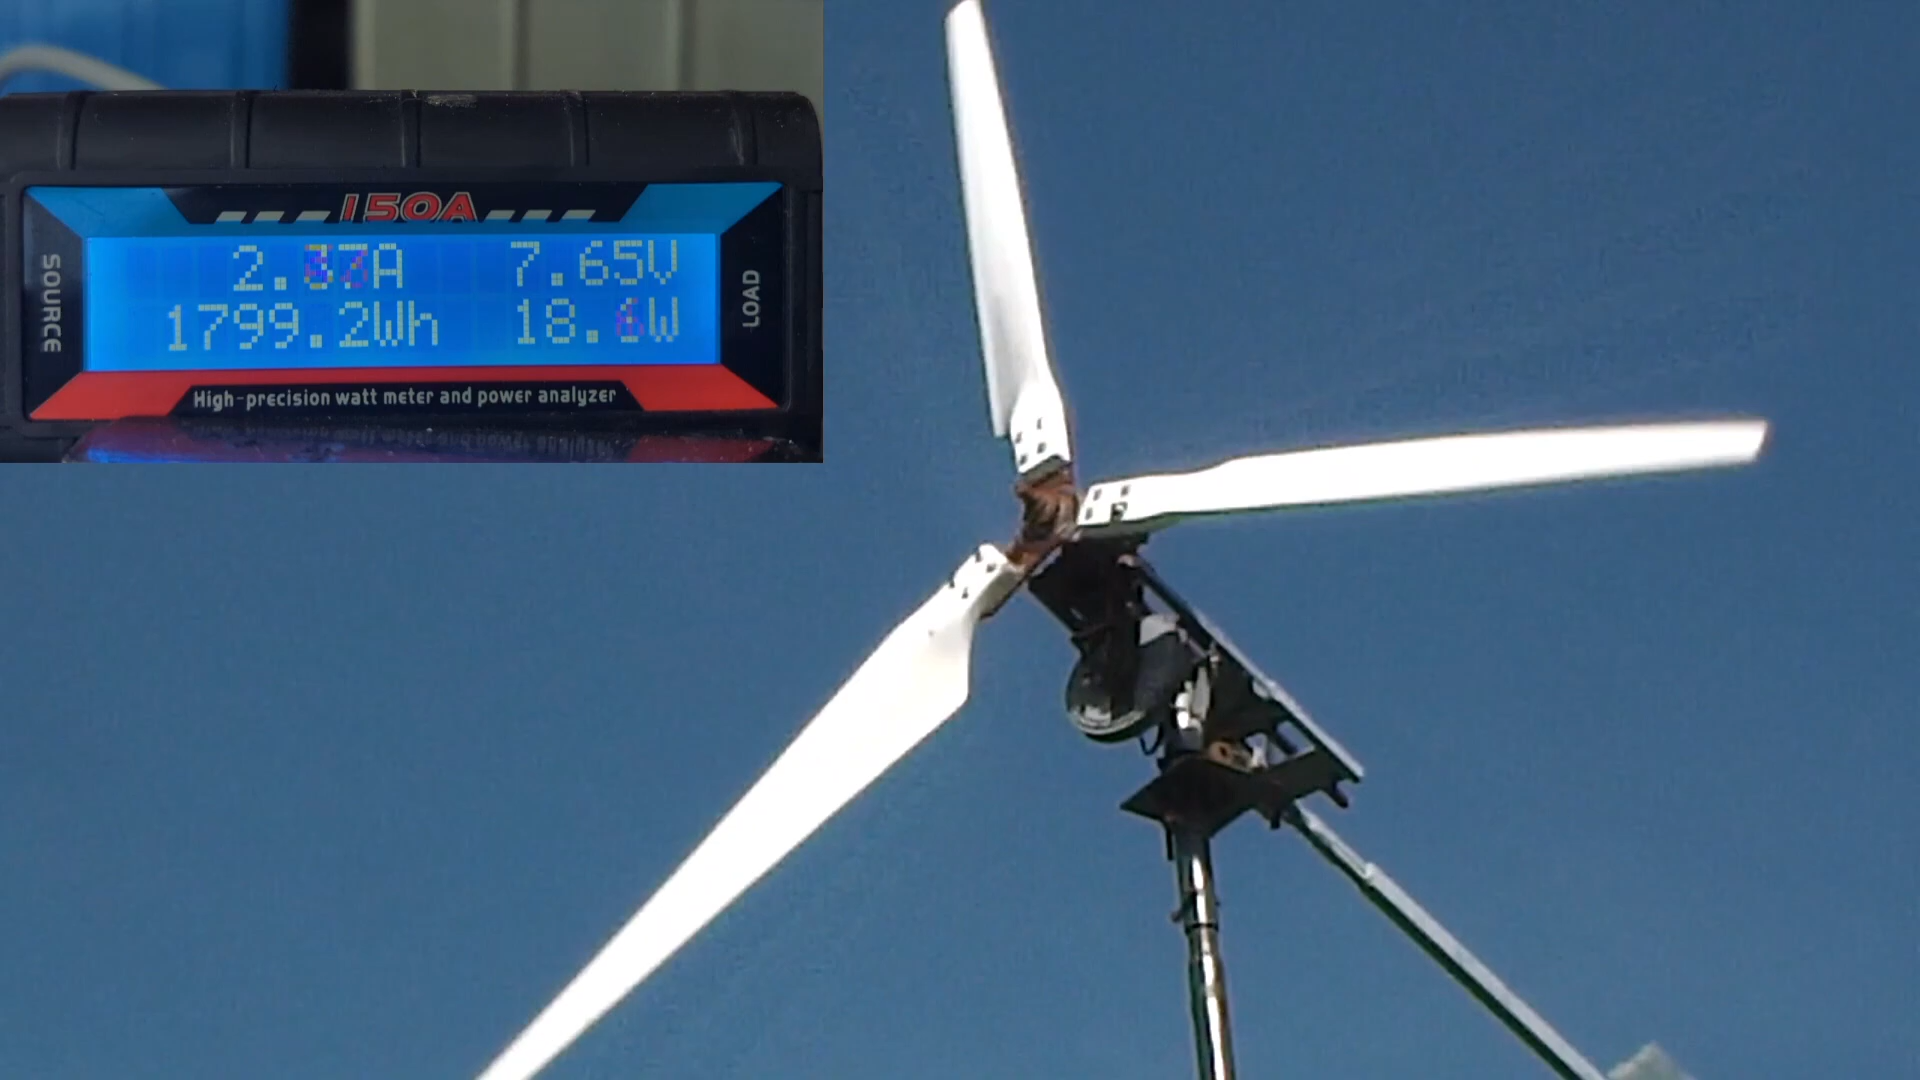 150A
SOURCE
7.65V
1799.2Wh
LOAD
High-precision watt meter and power analyzer